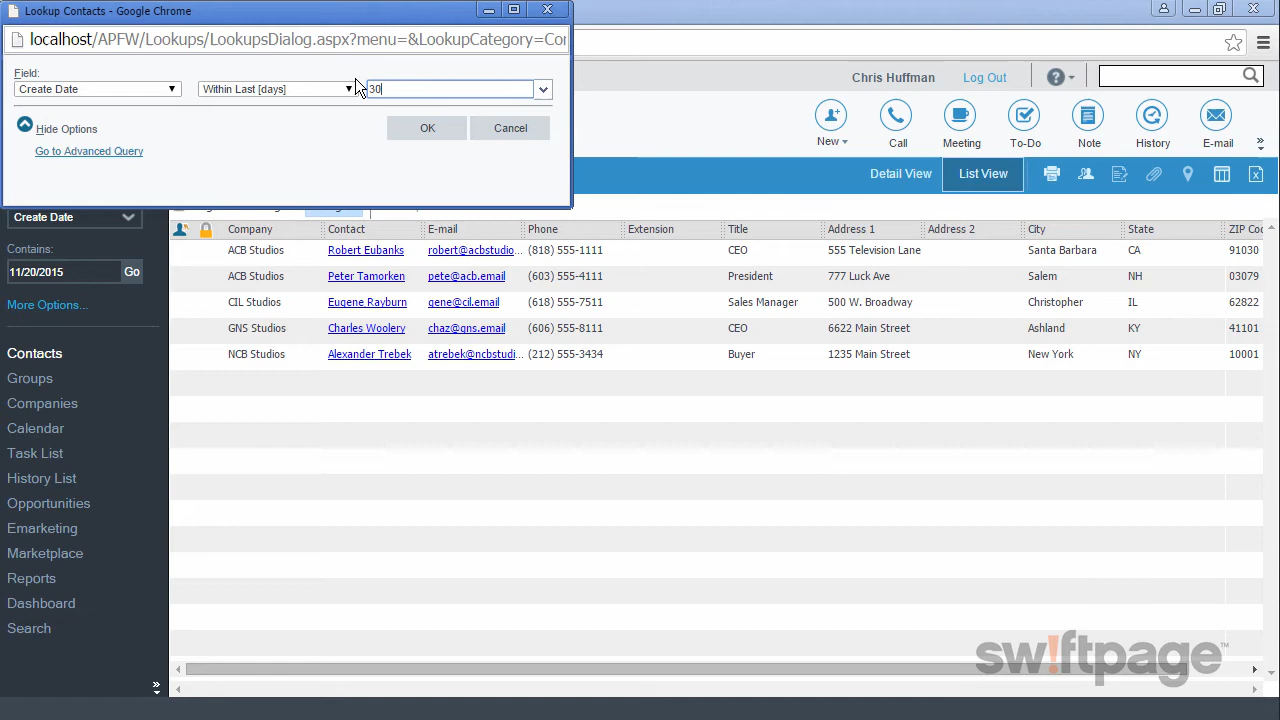 Lookup Contacts - Google Chrome
localhost/APFW/Lookups/LookupsDialog.aspx?menu=&LookupCategory=Con
Field:
Create Date
Within Last [days]
30
Hide Options
OK
Cancel
Go to Advanced Query
Chris Huffman
Log Out
New
Call
Meeting
To-Do
Note
History
E-mail
Detail View
List View
Create Date
Contains:
11/20/2015
Go
More Options...
Contacts
Groups
Companies
Calendar
Task List
History List
Opportunities
Emarketing
Marketplace
Reports
Dashboard
Search
Company Contact E-mail Phone Extension Title Address 1 Address 2 City State ZIP Coc
ACB Studios Robert Eubanks robert@acbstudio... (818) 555-1111 CEO 555 Television Lane Santa Barbara CA 91030
ACB Studios Peter Tamorken pete@acb.email (603) 555-4111 President 777 Luck Ave Salem NH 03079
CIL Studios Eugene Rayburn gene@cil.email (618) 555-7511 Sales Manager 500 W. Broadway Christopher IL 62822
GNS Studios Charles Woolery chaz@gns.email (606) 555-8111 CEO 6622 Main Street Ashland KY 41101
NCB Studios Alexander Trebek atrebek@ncbstudi... (212) 555-3434 Buyer 1235 Main Street New York NY 10001
sw!ftpage™